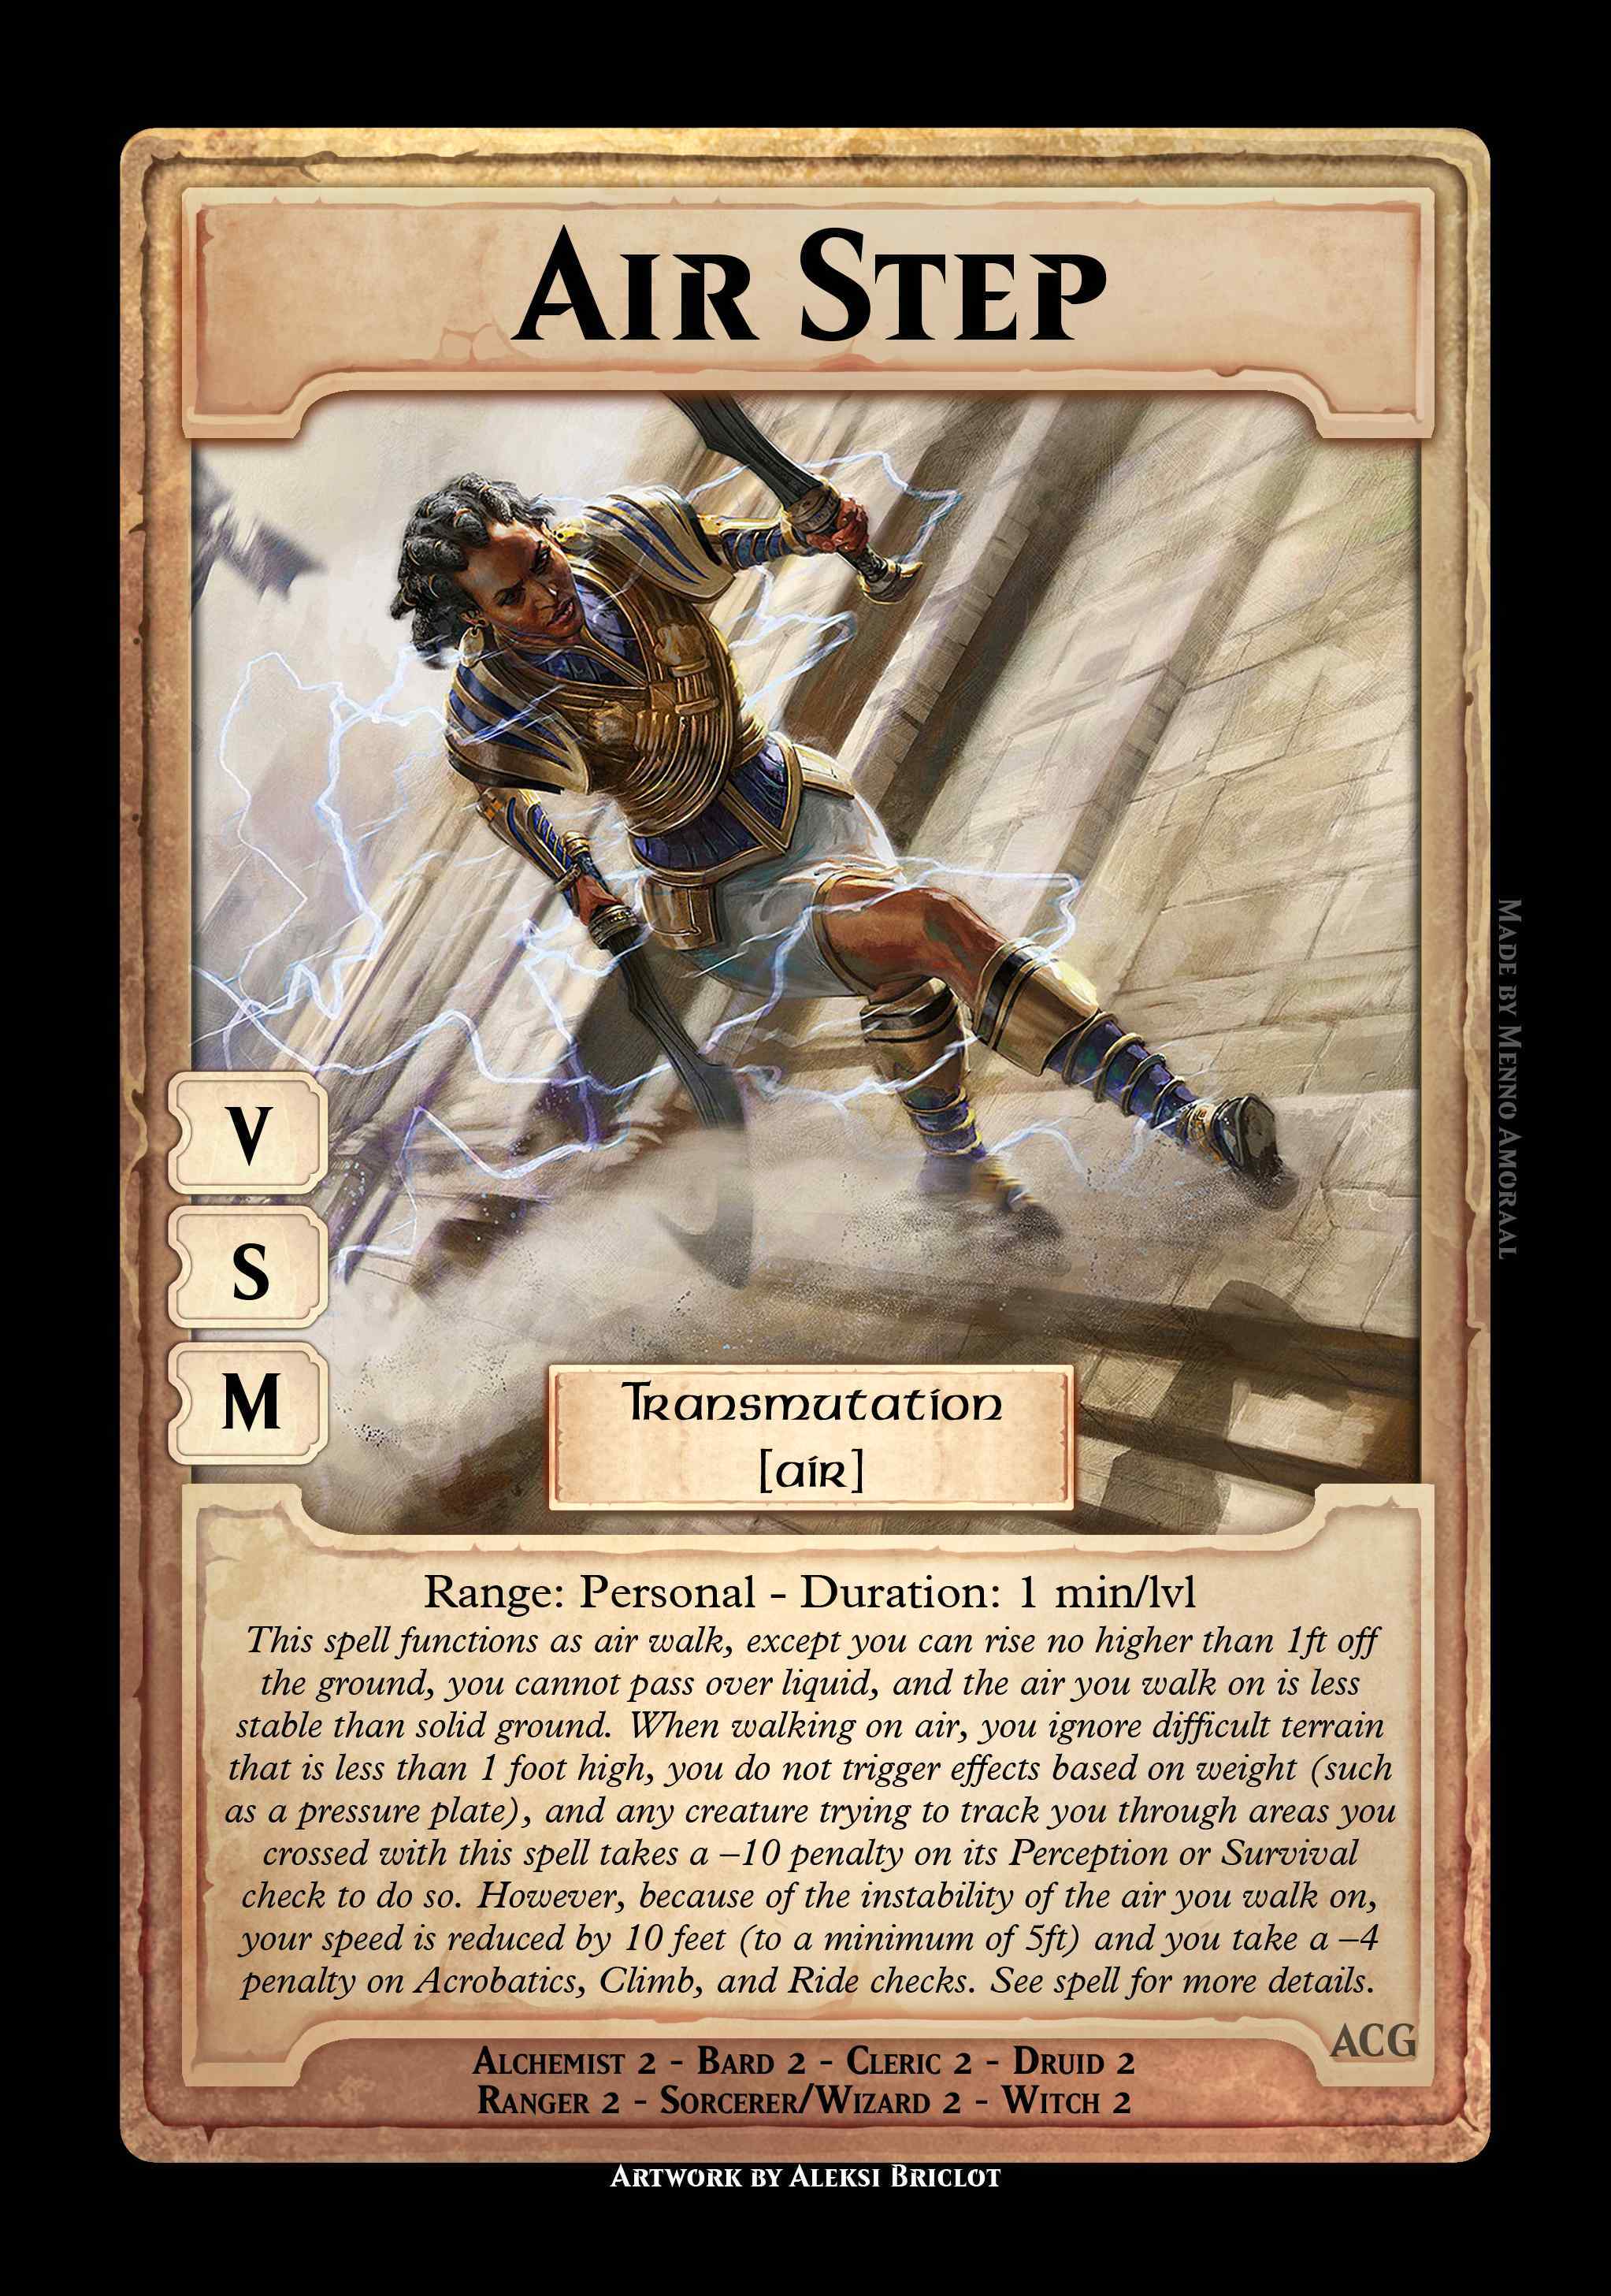 Air Step
V
S
M
Transmutation
[air]
Range: Personal - Duration: 1 min/lvl
This spell functions as air walk, except you can rise no higher than 1ft off
the ground, you cannot pass over liquid, and the air you walk on is less
stable than solid ground. When walking on air, you ignore difficult terrain
that is less than 1 foot high, you do not trigger effects based on weight (such
as a pressure plate), and any creature trying to track you through areas you
crossed with this spell takes a –10 penalty on its Perception or Survival
check to do so. However, because of the instability of the air you walk on,
your speed is reduced by 10 feet (to a minimum of 5ft) and you take a –4
penalty on Acrobatics, Climb, and Ride checks. See spell for more details.
ACG
Alchemist 2 - Bard 2 - Cleric 2 - Druid 2
Ranger 2 - Sorcerer/Wizard 2 - Witch 2
Artwork by Aleksi Briclot
Made by Menno Amoraal